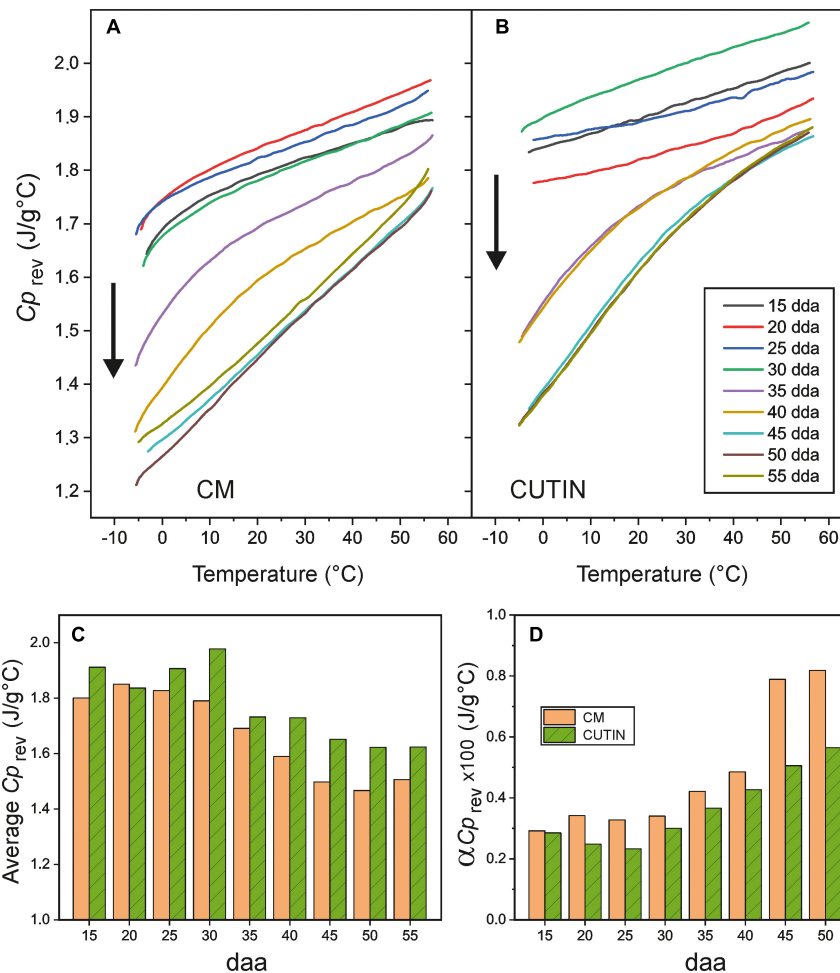 A
B
2.0
1.9
1.8
1.7
1.6
1.5
1.4
1.3
1.2
Cp rev (J/g°C)
CM
CUTIN
15 dda
20 dda
25 dda
30 dda
35 dda
40 dda
45 dda
50 dda
55 dda
-10 0 10 20 30 40 50 60
-10 0 10 20 30 40 50 60
Temperature (°C)
Temperature (°C)
C
2.0
1.8
1.6
1.4
1.2
1.0
Average Cp rev (J/g°C)
15 20 25 30 35 40 45 50 55
daa
D
1.0
0.8
0.6
0.4
0.2
0.0
αCp rev x100 (J/g°C)
CM
CUTIN
15 20 25 30 35 40 45 50
daa